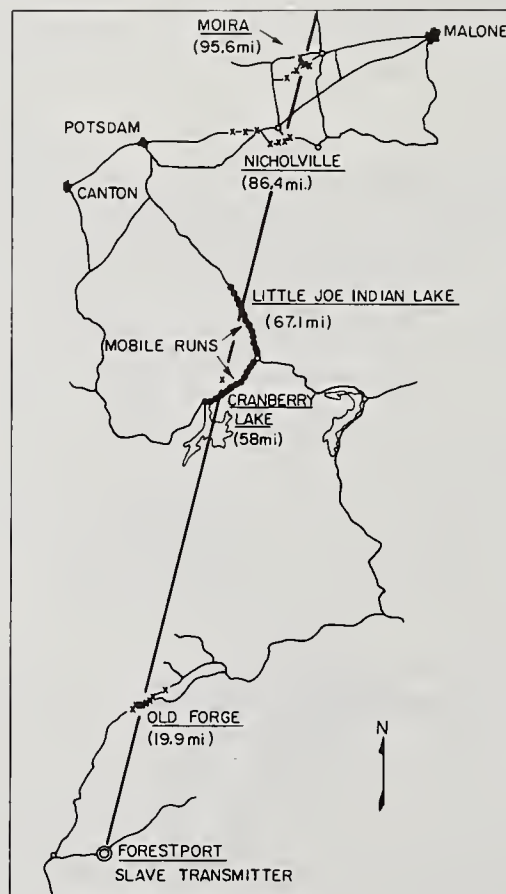 MOIRA
(95.6mi)
MALONE
POTSDAM
NICHOLVILLE
(86.4mi.)
CANTON
LITTLE JOE INDIAN LAKE
(67.1mi)
MOBILE RUNS
CRANBERRY
LAKE
(58mi)
OLD FORGE
(19.9mi)
N
FORESTPORT
SLAVE TRANSMITTER